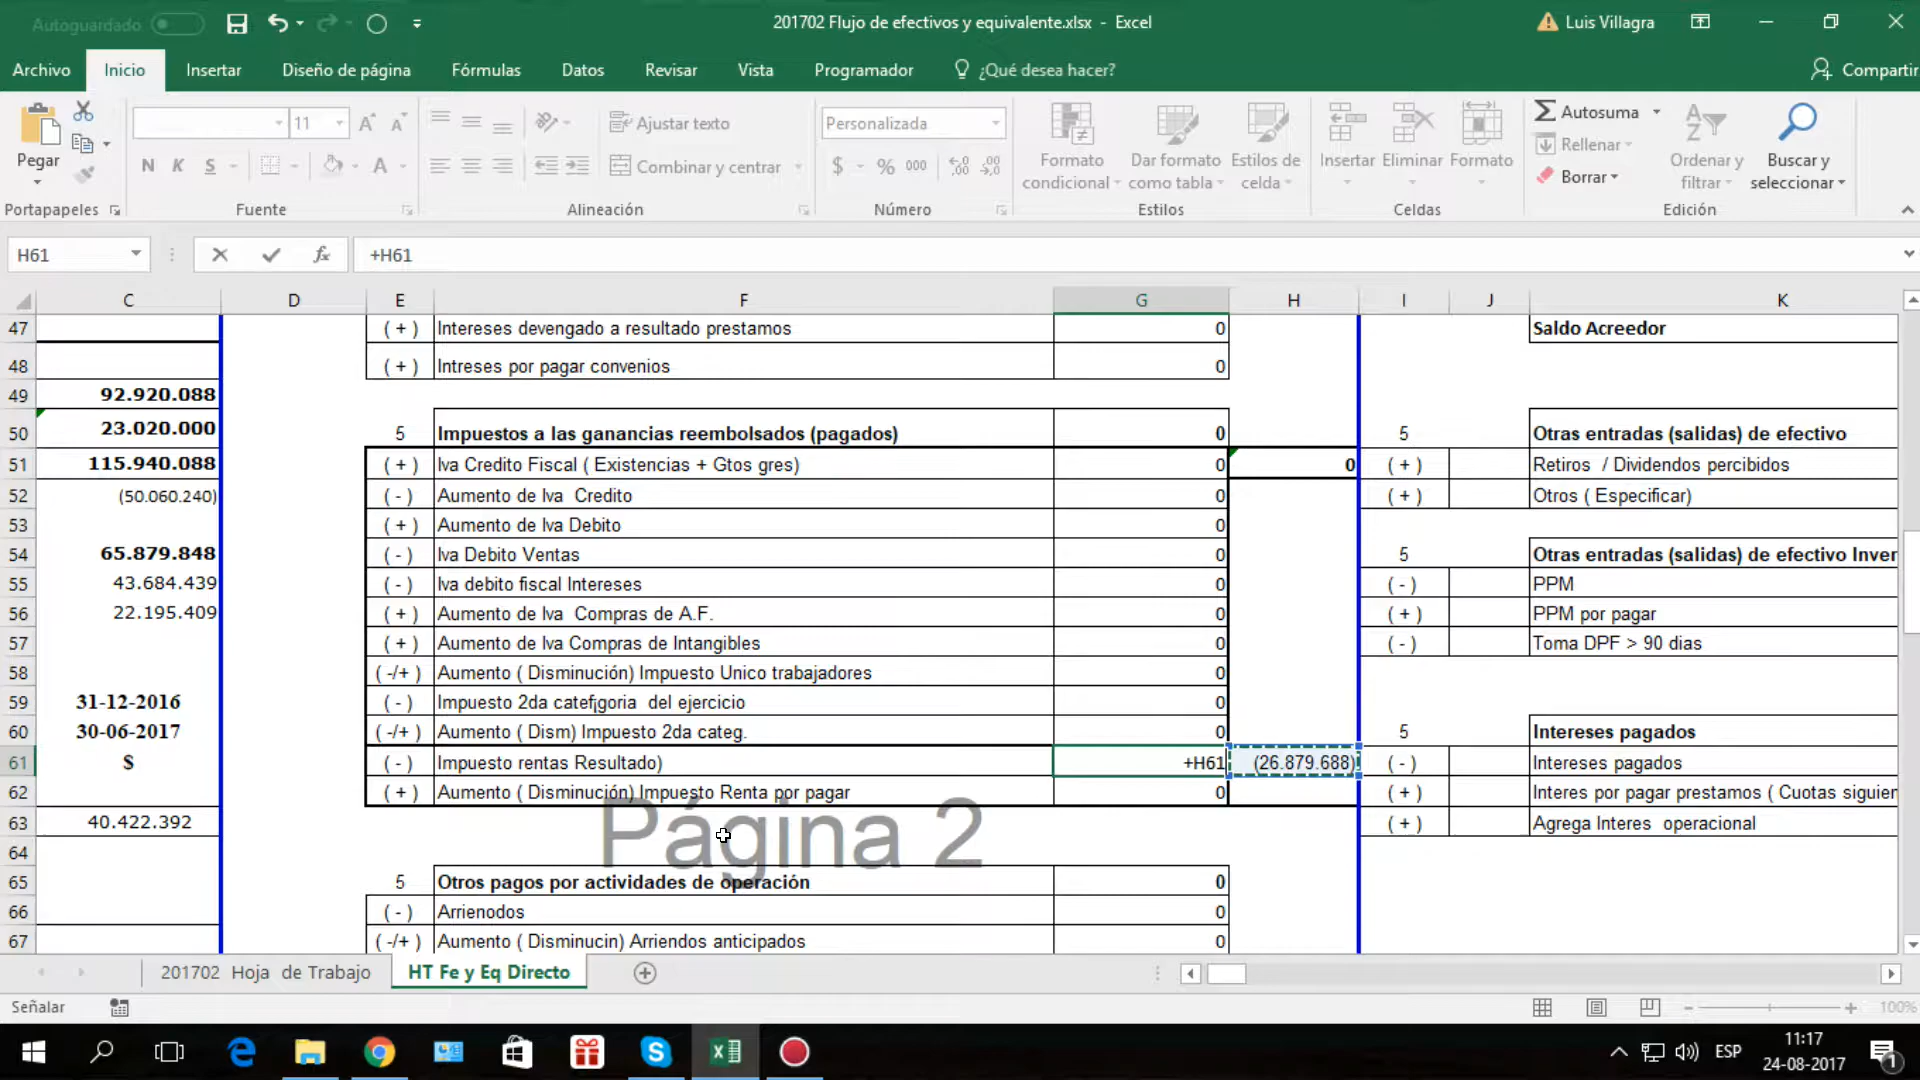 Autoguardado
201702 Flujo de efectivos y equivalente.xlsx - Excel
Luis Villagra
Archivo Inicio Insertar Diseño de página Fórmulas Datos Revisar Vista Programador ¿Qué desea hacer? Compartir
Pegar
Portapapeles
11
N K S
Fuente
Ajustar texto
Combinar y centrar
Alineación
Personalizada
$ % 000
Número
Formato condicional
Dar formato como tabla
Estilos de celda
Estilos
Insertar Eliminar Formato
Celdas
Autosuma
Rellenar
Borrar
Ordenar y filtrar
Buscar y seleccionar
Edición
H61 fx +H61
C D E F G H I J K
47 ( + ) Intereses devengado a resultado prestamos 0 Saldo Acreedor
48 ( + ) Intreses por pagar convenios 0
49 92.920.088
50 23.020.000 5 Impuestos a las ganancias reembolsados (pagados) 0 5 Otras entradas (salidas) de efectivo
51 115.940.088 ( + ) Iva Credito Fiscal ( Existencias + Gtos gres) 0 0 ( + ) Retiros / Dividendos percibidos
52 (50.060.240) ( - ) Aumento de Iva Credito 0 ( + ) Otros ( Especificar)
53 ( + ) Aumento de Iva Debito 0
54 65.879.848 ( - ) Iva Debito Ventas 0 5 Otras entradas (salidas) de efectivo Inver
55 43.684.439 ( - ) Iva debito fiscal Intereses 0 ( - ) PPM
56 22.195.409 ( + ) Aumento de Iva Compras de A.F. 0 ( + ) PPM por pagar
57 ( + ) Aumento de Iva Compras de Intangibles 0 ( - ) Toma DPF > 90 dias
58 ( -/+ ) Aumento ( Disminución) Impuesto Unico trabajadores 0
59 31-12-2016 ( - ) Impuesto 2da catef¡goria del ejercicio 0
60 30-06-2017 ( -/+ ) Aumento ( Dism) Impuesto 2da categ. 0 5 Intereses pagados
61 $ ( - ) Impuesto rentas Resultado) +H61 (26.879.688) ( - ) Intereses pagados
62 ( + ) Aumento ( Disminución) Impuesto Renta por pagar 0 ( + ) Interes por pagar prestamos ( Cuotas siguien
63 40.422.392 ( + ) Agrega Interes operacional
Página 2
64
65 5 Otros pagos por actividades de operación 0
66 ( - ) Arrienodos 0
67 ( -/+ ) Aumento ( Disminucin) Arriendos anticipados 0
201702 Hoja de Trabajo HT Fe y Eq Directo
Señalar 100%
ESP
11:17
24-08-2017
1